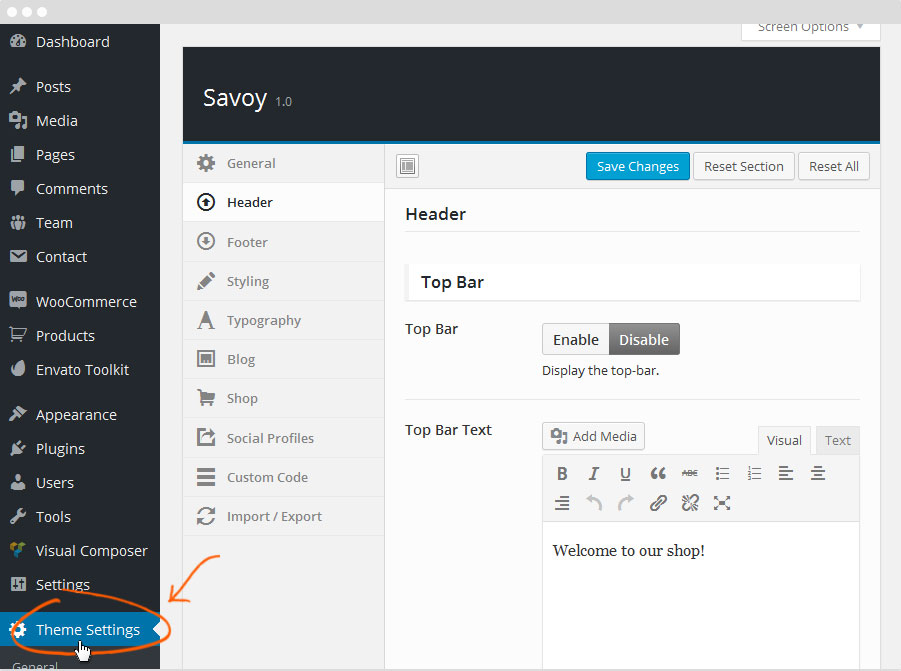 Screen Options
Dashboard
Posts
Media
Pages
Comments
Team
Contact
WooCommerce
Products
Envato Toolkit
Appearance
Plugins
Users
Tools
Visual Composer
Settings
Theme Settings
General
Savoy 1.0
General
Header
Footer
Styling
Typography
Blog
Shop
Social Profiles
Custom Code
Import / Export
Save Changes Reset Section Reset All
Header
Top Bar
Top Bar
Enable Disable
Display the top-bar.
Top Bar Text
Add Media
Visual Text
B I U ABC
Welcome to our shop!